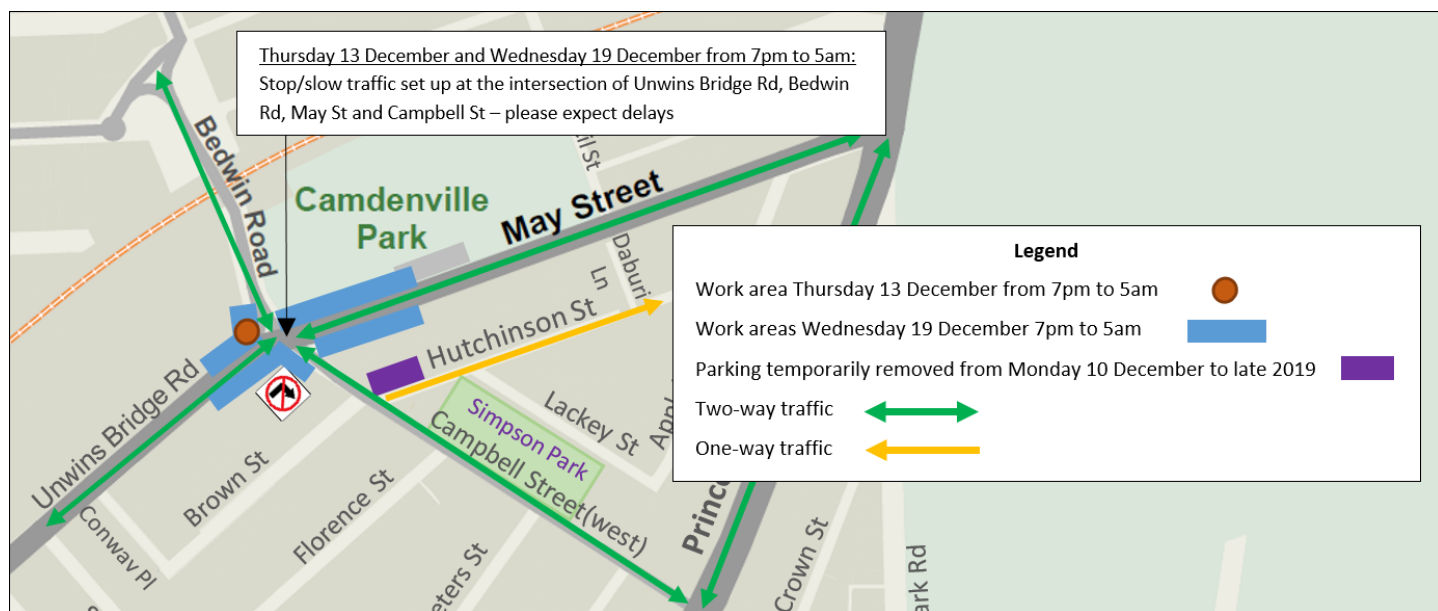 Thursday 13 December and Wednesday 19 December from 7pm to 5am:
Stop/slow traffic set up at the intersection of Unwins Bridge Rd, Bedwin
Rd, May St and Campbell St – please expect delays
Bedwin Road
Camdenville
Park
May Street
St
Daburi
Ln
Hutchinson St
Unwins Bridge Rd
Simpson Park
Lackey St
Campbell Street(west)
Brown St
Florence St
Conway Pl
St
Crown St
Rd
Legend
Work area Thursday 13 December from 7pm to 5am
Work areas Wednesday 19 December 7pm to 5am
Parking temporarily removed from Monday 10 December to late 2019
Two-way traffic
One-way traffic